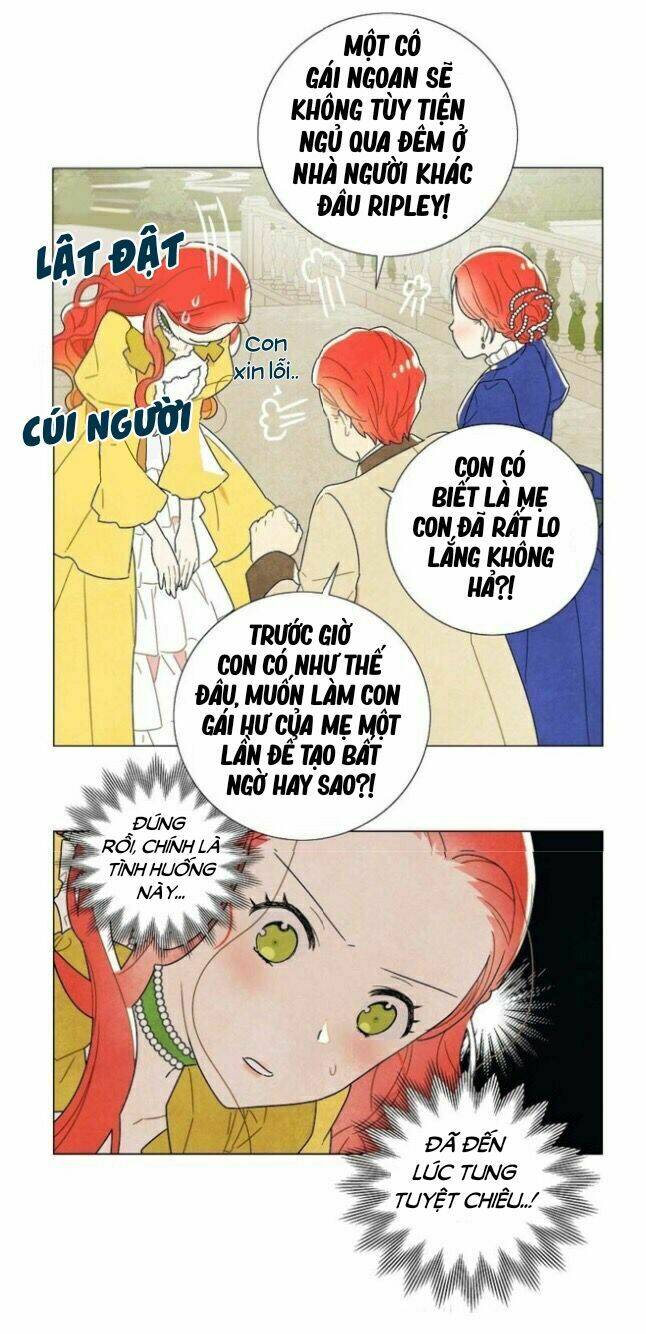 MỘT CÔ
GÁI NGOAN SẼ
KHÔNG TÙY TIỆN
NGỦ QUA ĐÊM Ở
NHÀ NGƯỜI KHÁC
ĐÂU RIPLEY!
LẬT ĐẬT
Con
xin lỗi..
CÚI NGƯỜI
CON CÓ
BIẾT LÀ MẸ
CON ĐÃ RẤT LO
LẮNG KHÔNG
HẢ?!
TRƯỚC GIỜ
CON CÓ NHƯ THẾ
ĐÂU, MUỐN LÀM CON
GÁI HƯ CỦA MẸ MỘT
LẦN ĐỂ TẠO BẤT
NGỜ HAY SAO?!
ĐÚNG
RỒI, CHÍNH LÀ
TÌNH HUỐNG
NÀY...
ĐÃ ĐẾN
LÚC TUNG
TUYỆT CHIÊU..!